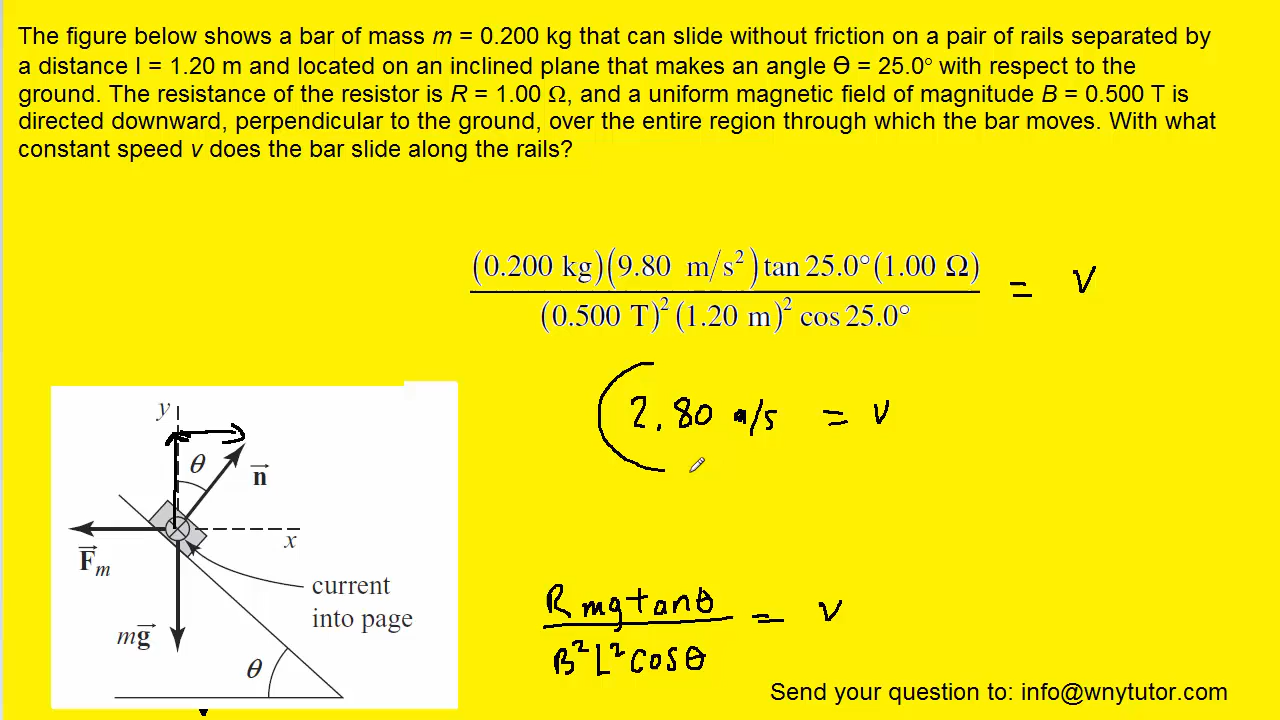 The figure below shows a bar of mass m = 0.200 kg that can slide without friction on a pair of rails separated by
a distance l = 1.20 m and located on an inclined plane that makes an angle Θ = 25.0° with respect to the
ground. The resistance of the resistor is R = 1.00 Ω, and a uniform magnetic field of magnitude B = 0.500 T is
directed downward, perpendicular to the ground, over the entire region through which the bar moves. With what
constant speed v does the bar slide along the rails?
(0.200 kg)(9.80 m/s²)tan 25.0°(1.00 Ω)
(0.500 T)²(1.20 m)² cos 25.0°
= v
2.80 m/s = v
y
θ
n⃗
x
F⃗m
current
into page
mg⃗
θ
R mg tanθ
B² L² cosθ
= v
Send your question to: info@wnytutor.com